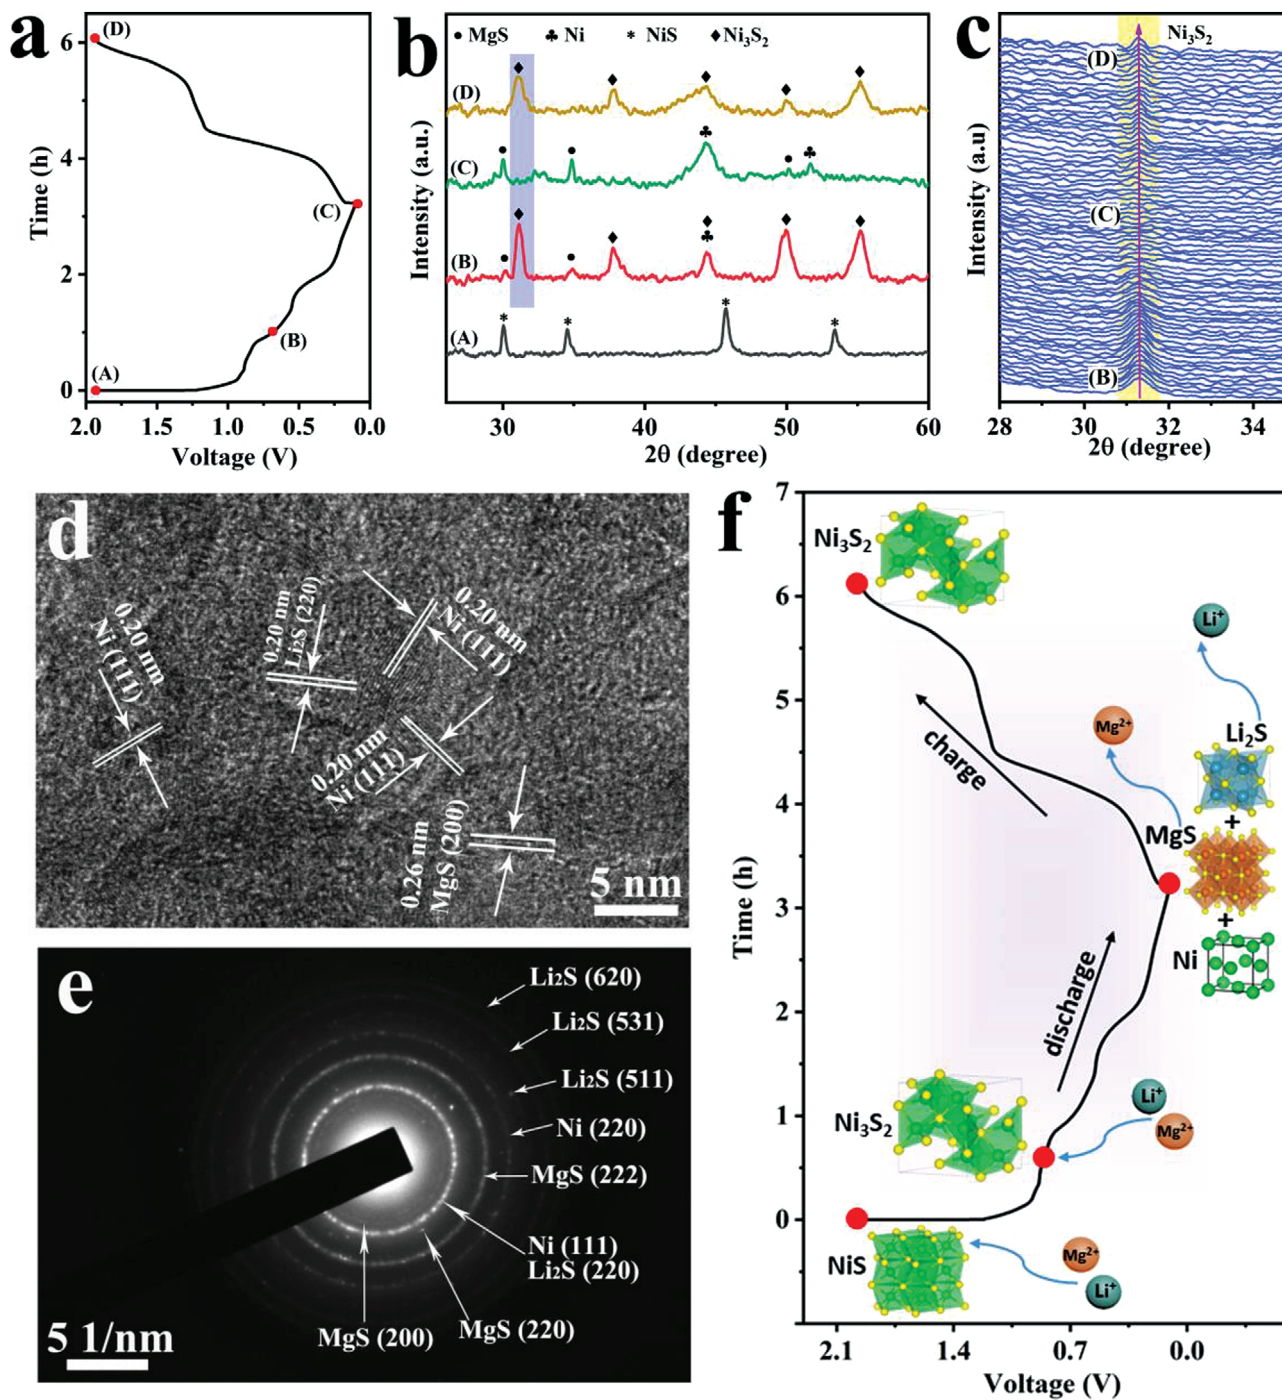 a
(D)
(C)
(B)
(A)
6
4
2
0
2.0 1.5 1.0 0.5 0.0
Time (h)
Voltage (V)
b
● MgS ♣ Ni * NiS ♦ Ni₃S₂
(D)
(C)
(B)
(A)
30 40 50 60
Intensity (a.u.)
2θ (degree)
c
Ni₃S₂
(D)
(C)
(B)
28 30 32 34
Intensity (a.u)
2θ (degree)
d
0.20 nm
Ni (111)
0.20 nm
Li₂S (220)
0.20 nm
Ni (111)
0.20 nm
Ni (111)
0.26 nm
MgS (200)
5 nm
e
Li₂S (620)
Li₂S (531)
Li₂S (511)
Ni (220)
MgS (222)
Ni (111)
Li₂S (220)
MgS (220)
MgS (200)
5 1/nm
f
7
6
5
4
3
2
1
0
Time (h)
Ni₃S₂
Li⁺
Mg²⁺
Li₂S
+
MgS
+
Ni
charge
discharge
Ni₃S₂
Li⁺
Mg²⁺
NiS
Mg²⁺
Li⁺
2.1 1.4 0.7 0.0
Voltage (V)